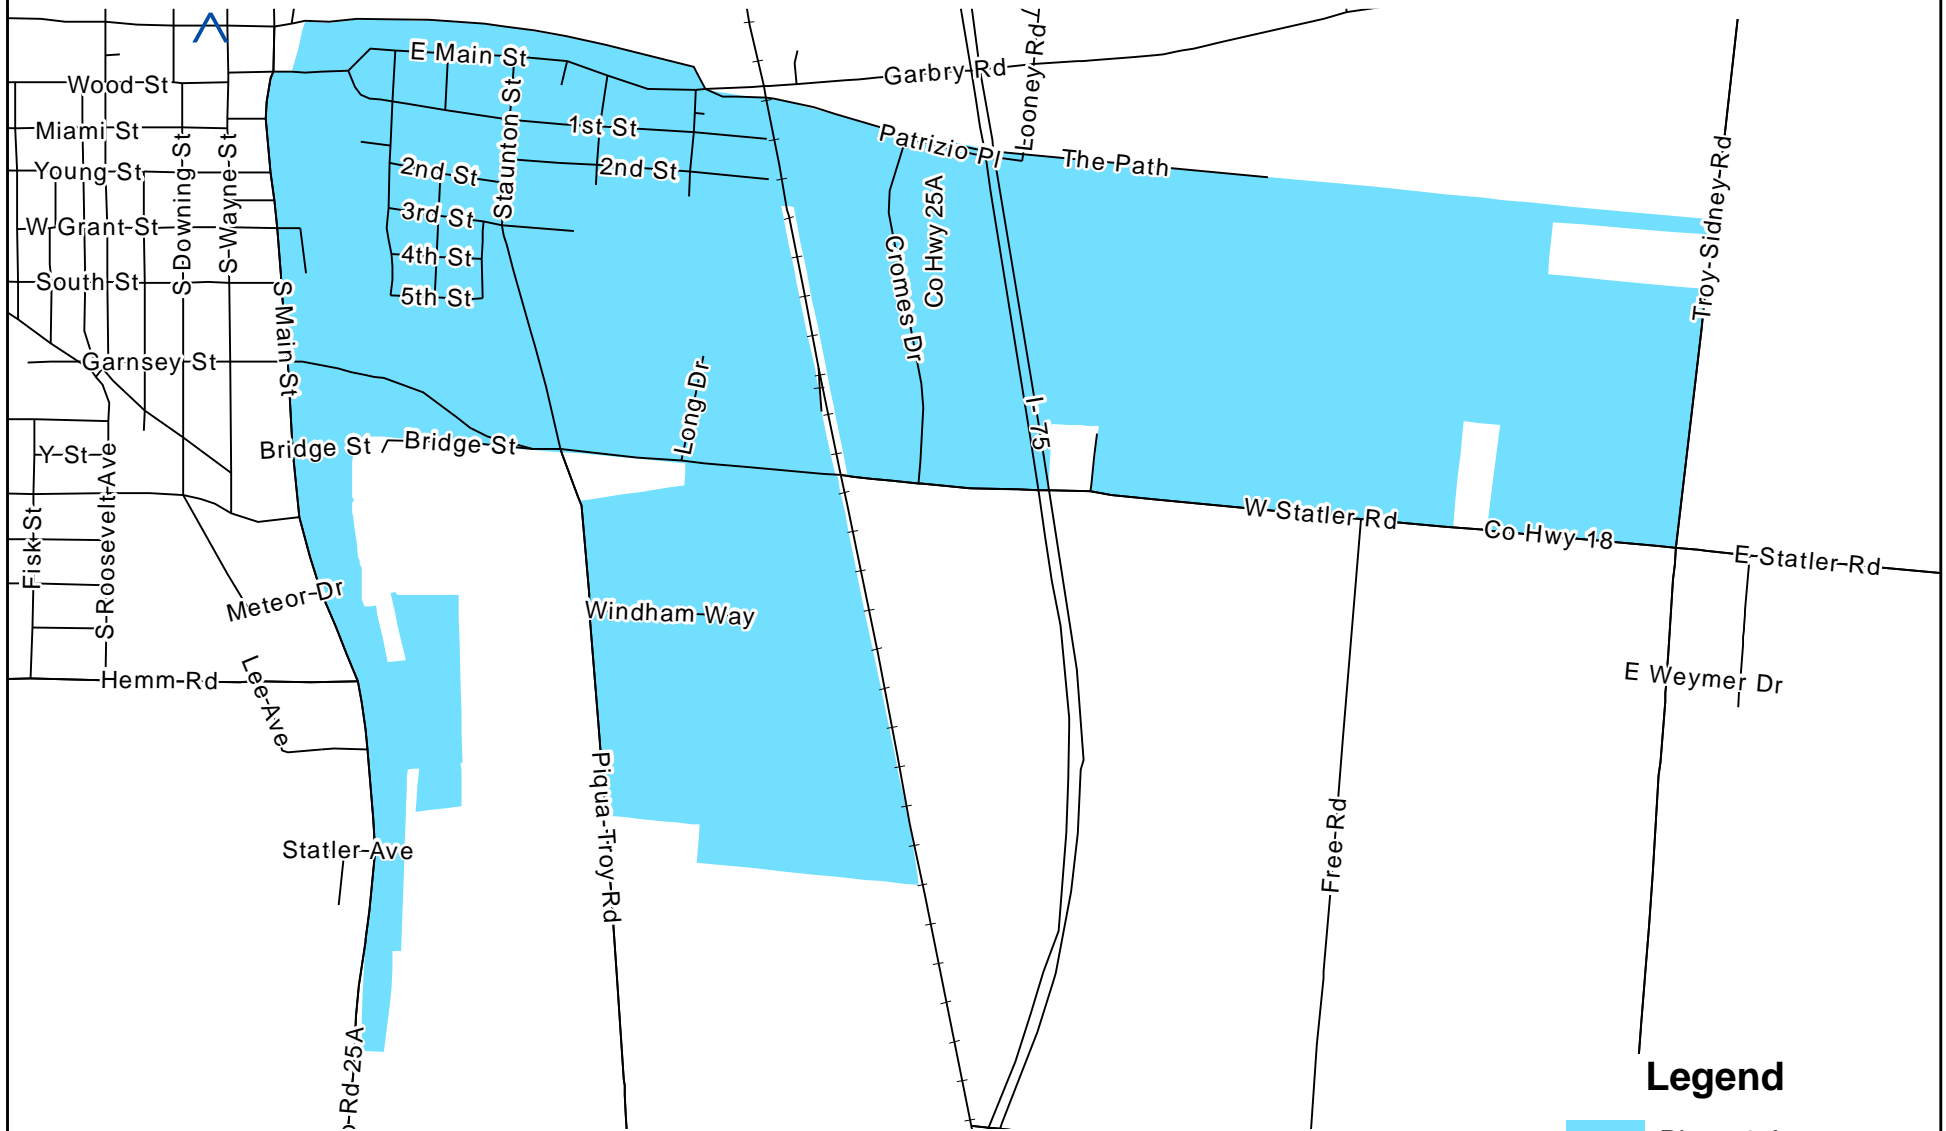 E Main St
Garbry Rd
Looney-Rd
Wood St
Staunton St
Miami St
1st St
Patrizio Pl
The Path
Young St
2nd St
2nd St
S Downing St
S Wayne St
Troy-Sidney-Rd
W Grant St
3rd St
Co Hwy 25A
Cromes Dr
4th St
South St
5th St
S Main St
Garnsey St
Long Dr
I-75
Bridge St
Bridge St
Y St
S Roosevelt Ave
Fisk St
W Statler Rd
Co Hwy 18
E Statler Rd
Meteor Dr
Windham Way
Lee Ave
Hemm Rd
E Weymer Dr
Piqua-Troy-Rd
Free Rd
Statler Ave
Rd 25A
Legend